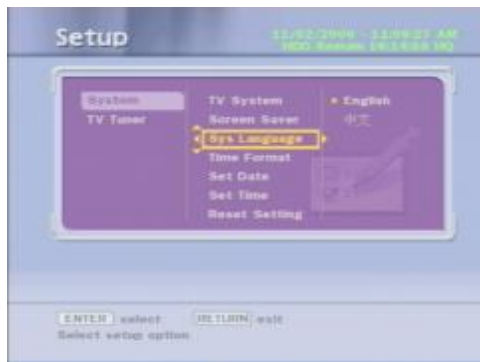 Setup
System
TV Tuner
TV System
Screen Saver
Sys Language
Time Format
Set Date
Set Time
Reset Setting
English
中文
ENTER select
RETURN exit
Select setup option